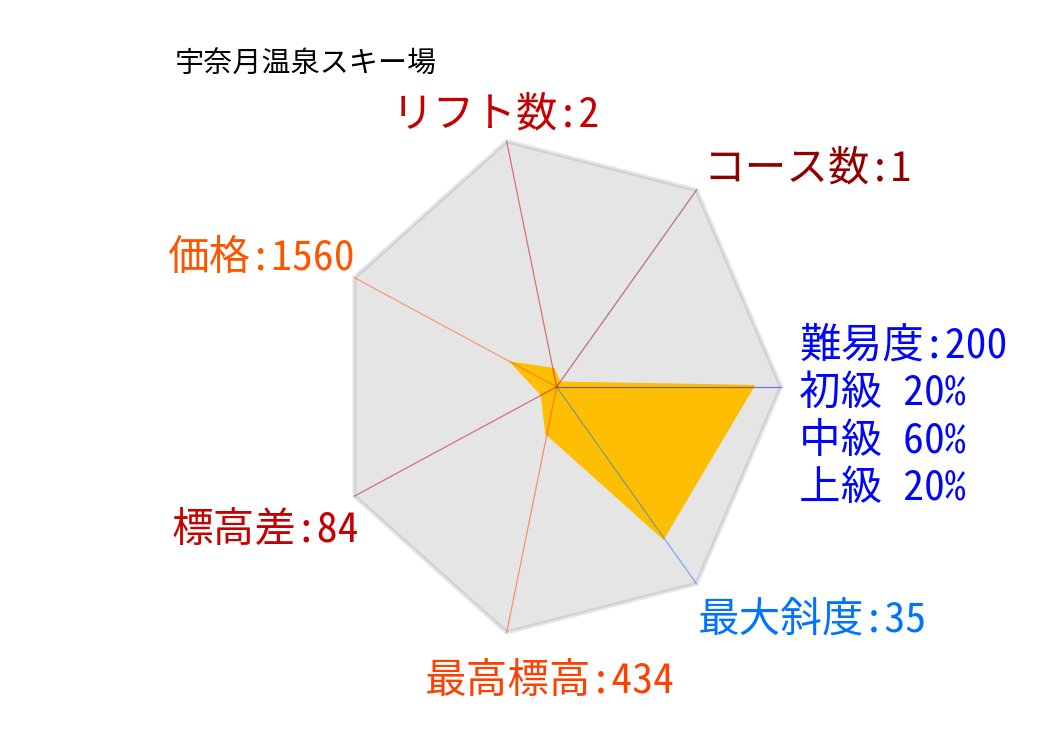 宇奈月温泉スキー場
リフト数:2
コース数:1
価格:1560
難易度:200
初級 20%
中級 60%
上級 20%
標高差:84
最大斜度:35
最高標高:434